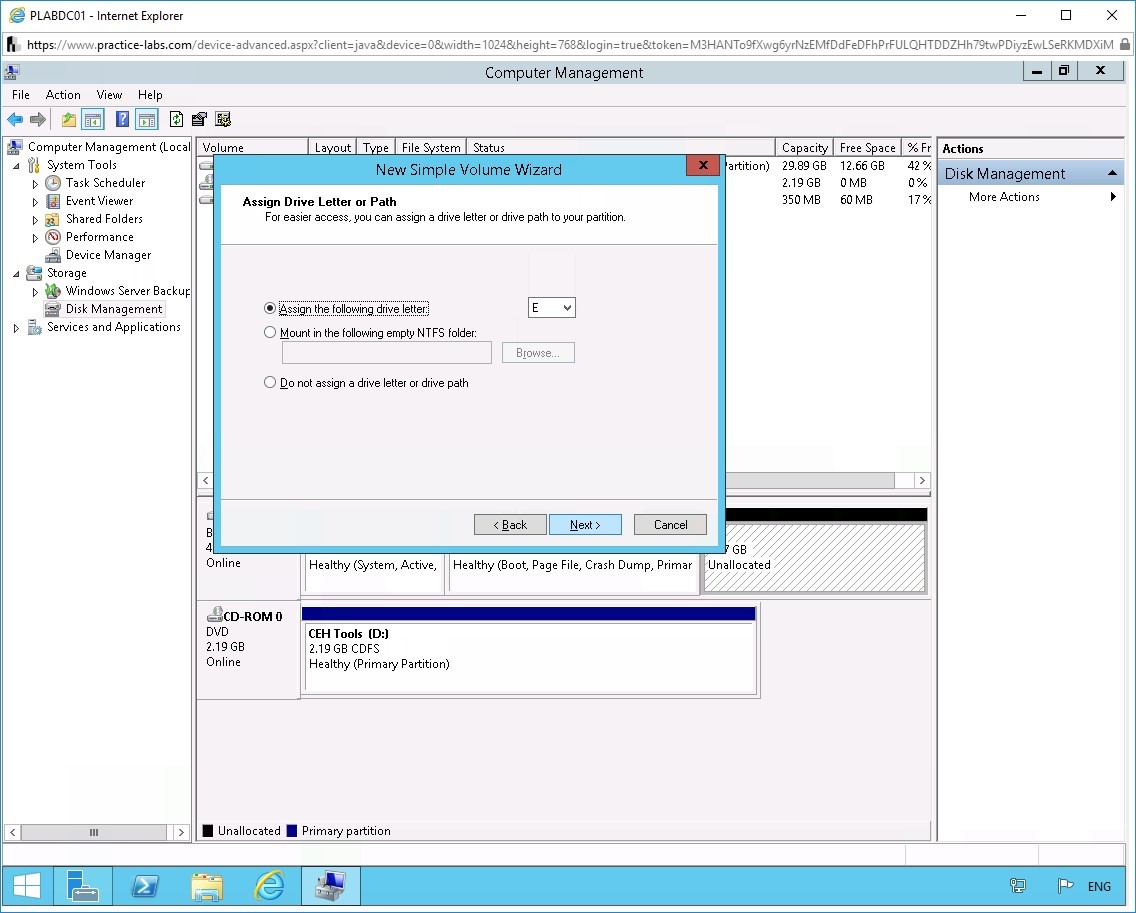 PLABDC01 - Internet Explorer
https://www.practice-labs.com/device-advanced.aspx?client=java&device=0&width=1024&height=768&login=true&token=M3HANTo9fXwg6yrNzEMfDdFeDFhPrFULQHTDDZHh79twPDiyzEwLSeRKMDXiM
Computer Management
File Action View Help
Computer Management (Local
System Tools
Task Scheduler
Event Viewer
Shared Folders
Performance
Device Manager
Storage
Windows Server Backup
Disk Management
Services and Applications
Volume Layout Type File System Status Capacity Free Space % Fr
Partition) 29.89 GB 12.66 GB 42 %
2.19 GB 0 MB 0 %
350 MB 60 MB 17 %
Actions
Disk Management
More Actions
New Simple Volume Wizard
Assign Drive Letter or Path
For easier access, you can assign a drive letter or drive path to your partition.
Assign the following drive letter: E
Mount in the following empty NTFS folder:
Browse...
Do not assign a drive letter or drive path
< Back Next > Cancel
Online
Healthy (System, Active,
Healthy (Boot, Page File, Crash Dump, Primar
7 GB
Unallocated
CD-ROM 0
DVD
2.19 GB
Online
CEH Tools (D:)
2.19 GB CDFS
Healthy (Primary Partition)
Unallocated Primary partition
ENG